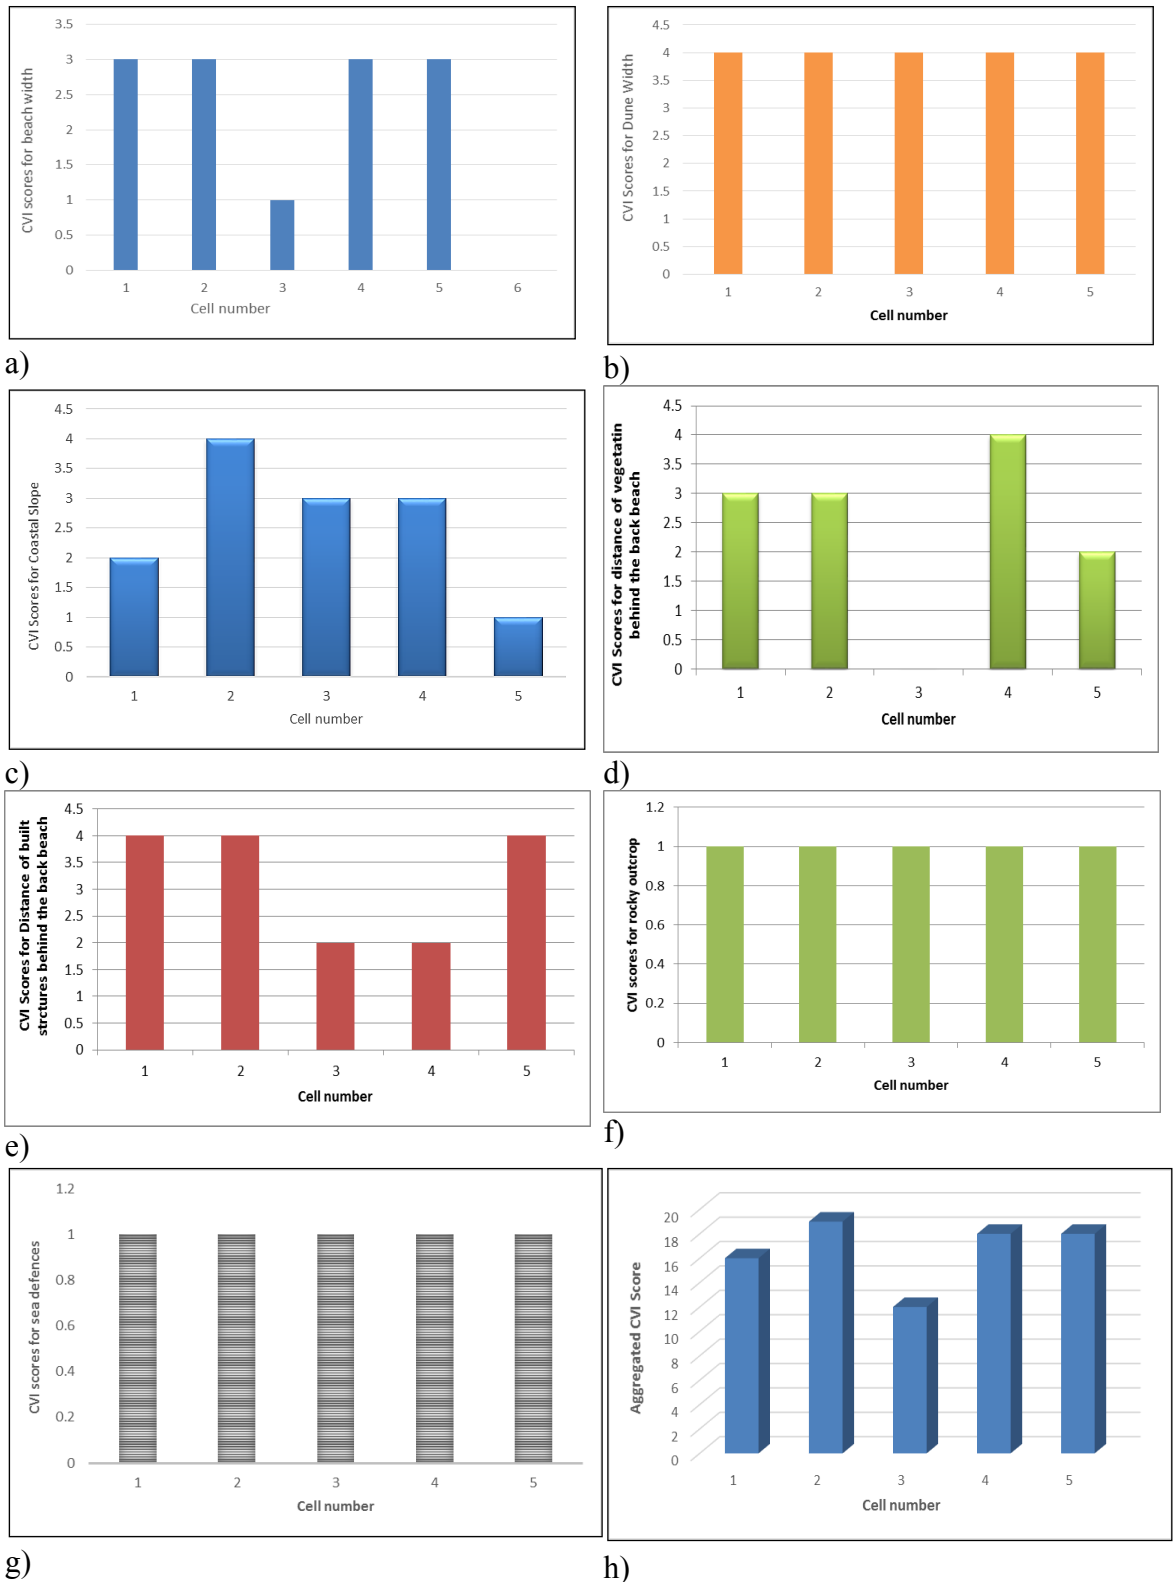 CVI scores for beach width
3.5
3
2.5
2
1.5
1
0.5
0
1 2 3 4 5 6
Cell number
a)
CVI Scores for Dune Width
4.5
4
3.5
3
2.5
2
1.5
1
0.5
0
1 2 3 4 5
Cell number
b)
CVI Scores for Coastal Slope
4.5
4
3.5
3
2.5
2
1.5
1
0.5
0
1 2 3 4 5
Cell number
c)
CVI Scores for distance of vegetatin
behind the back beach
4.5
4
3.5
3
2.5
2
1.5
1
0.5
0
1 2 3 4 5
Cell number
d)
CVI Scores for Distance of built
strctures behind the back beach
4.5
4
3.5
3
2.5
2
1.5
1
0.5
0
1 2 3 4 5
Cell number
e)
CVI scores for rocky outcrop
1.2
1
0.8
0.6
0.4
0.2
0
1 2 3 4 5
Cell number
f)
CVI scores for sea defences
1.2
1
0.8
0.6
0.4
0.2
0
1 2 3 4 5
Cell number
g)
Aggregated CVI Score
20
18
16
14
12
10
8
6
4
2
0
1 2 3 4 5
Cell number
h)